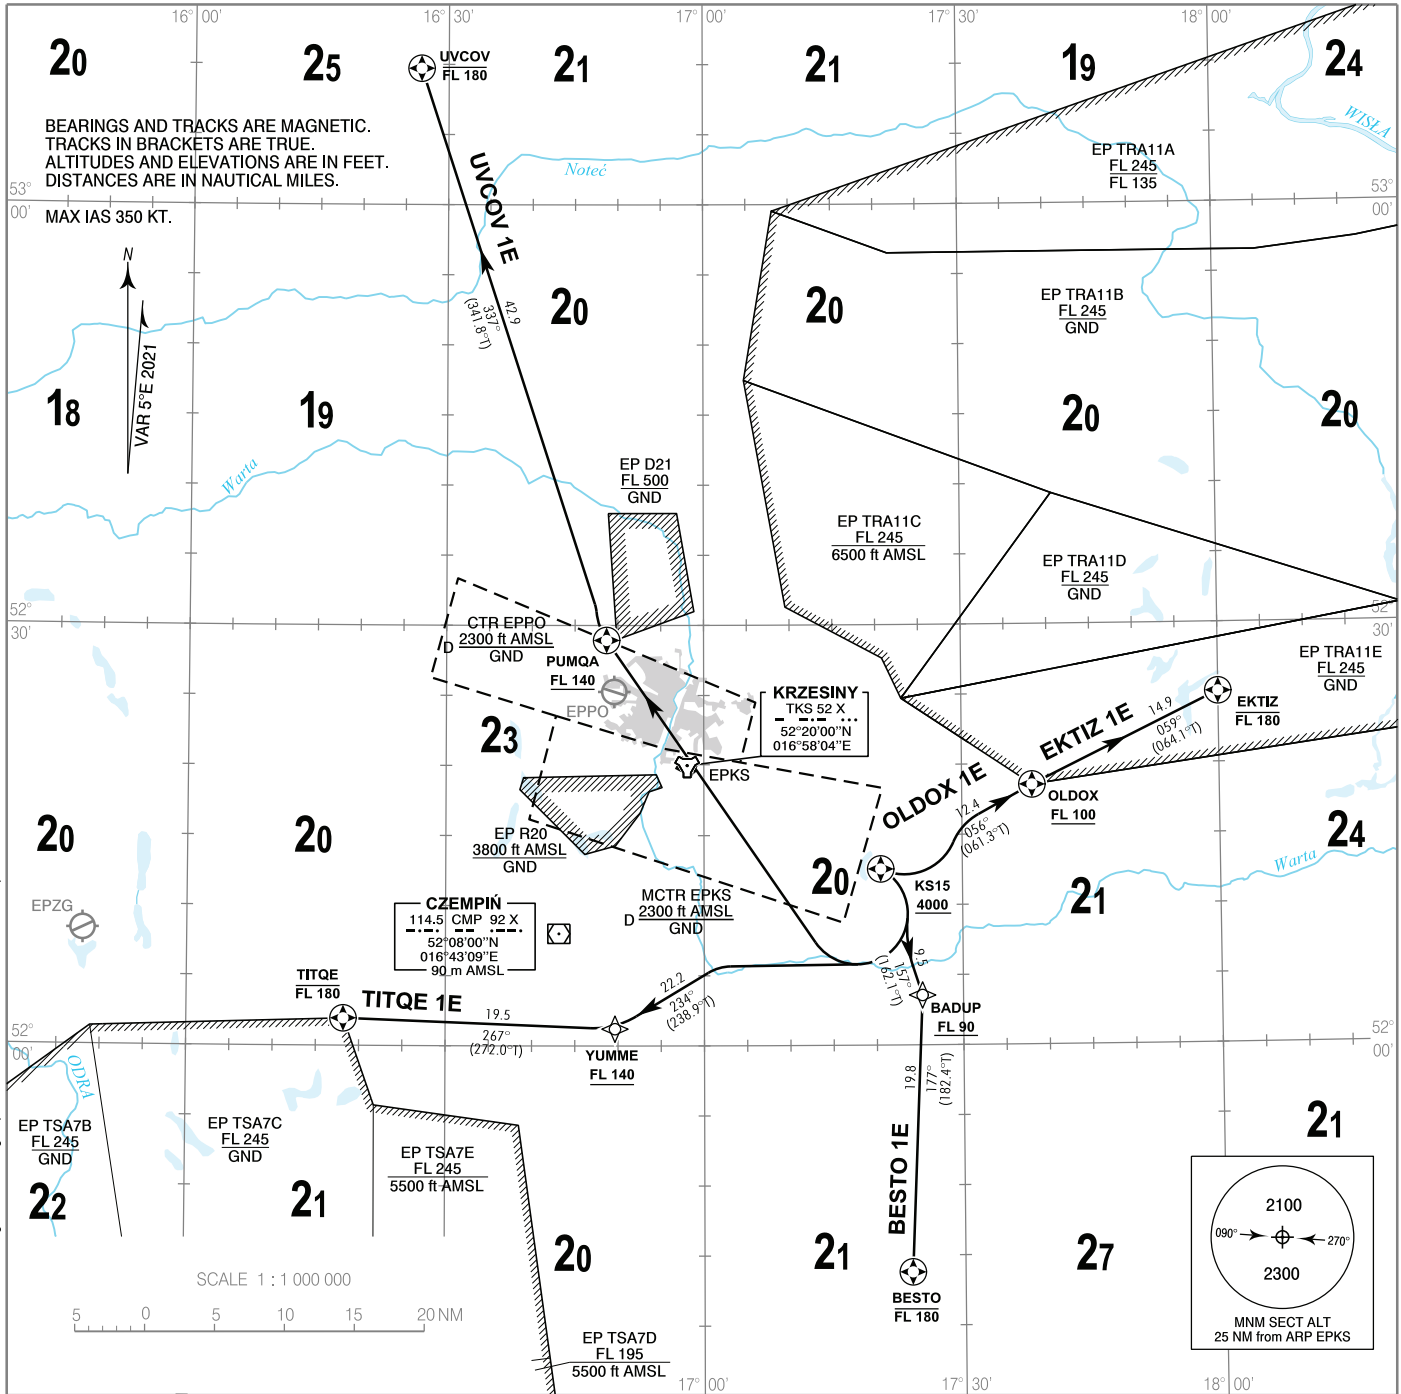 16° 00'
16° 30'
17° 00'
17° 30'
18° 00'
20
25
21
21
19
24
UVCOV
FL 180
BEARINGS AND TRACKS ARE MAGNETIC.
TRACKS IN BRACKETS ARE TRUE.
ALTITUDES AND ELEVATIONS ARE IN FEET.
DISTANCES ARE IN NAUTICAL MILES.
MAX IAS 350 KT.
WISŁA
Noteć
EP TRA11A
FL 245
FL 135
53°
00'
53°
00'
UVCOV 1E
N
VAR 5°E 2021
42.9
337°
(341.8°T)
20
20
EP TRA11B
FL 245
GND
18
19
20
20
Warta
EP D21
FL 500
GND
EP TRA11C
FL 245
6500 ft AMSL
EP TRA11D
FL 245
GND
52°
30'
52°
30'
CTR EPPO
2300 ft AMSL
GND
D
PUMQA
FL 140
EPPO
EP TRA11E
FL 245
GND
KRZESINY
TKS 52 X
52°20'00''N
016°58'04''E
EPKS
23
EKTIZ
FL 180
EKTIZ 1E
14.9
059°
(064.1°T)
OLDOX 1E
OLDOX
FL 100
12.4
056°
(061.3°T)
20
20
24
EP R20
3800 ft AMSL
GND
20
KS15
4000
Warta
21
EPZG
CZEMPIŃ
114.5 CMP 92 X
52°08'00''N
016°43'09''E
90 m AMSL
MCTR EPKS
2300 ft AMSL
GND
D
9.5
157°
(162.1°T)
TITQE
FL 180
TITQE 1E
19.5
267°
(272.0°T)
22.2
234°
(238.9°T)
YUMME
FL 140
BADUP
FL 90
52°
00'
52°
00'
ODRA
19.8
177°
(182.4°T)
EP TSA7B
FL 245
GND
EP TSA7C
FL 245
GND
EP TSA7E
FL 245
5500 ft AMSL
BESTO 1E
21
22
21
20
21
27
2100
090°
270°
2300
MNM SECT ALT
25 NM from ARP EPKS
BESTO
FL 180
SCALE 1 : 1 000 000
5 0 5 10 15 20 NM
EP TSA7D
FL 195
5500 ft AMSL
17° 00'
17° 30'
18° 00'